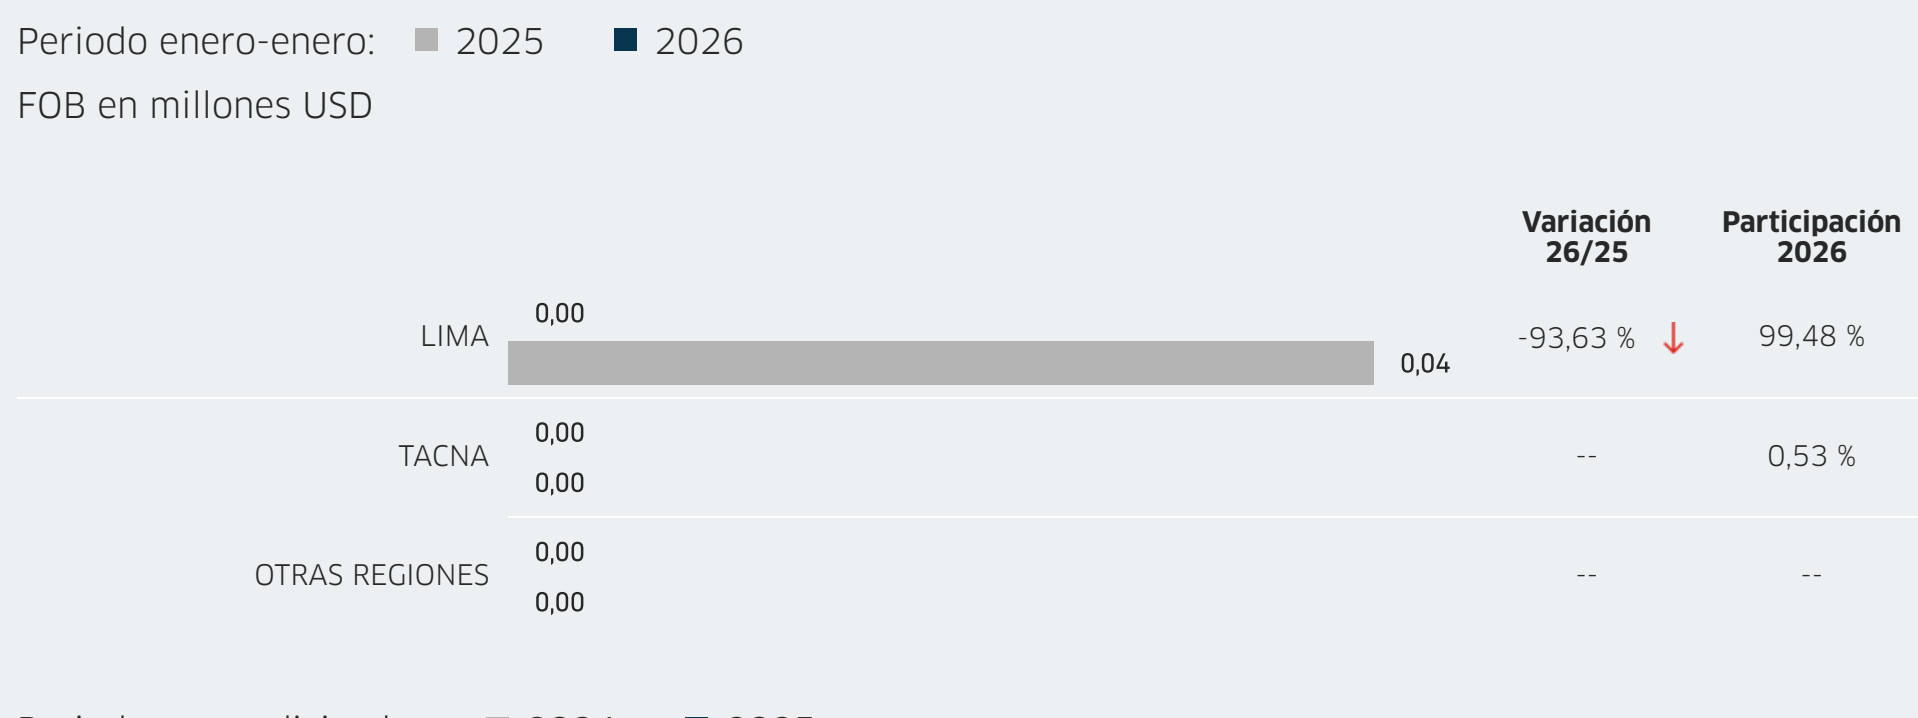 Periodo enero-enero: 2025 2026
FOB en millones USD
Variación 26/25 Participación 2026
LIMA 0,00 0,04 -93,63 % 99,48 %
TACNA 0,00 0,00 -- 0,53 %
OTRAS REGIONES 0,00 0,00 -- --